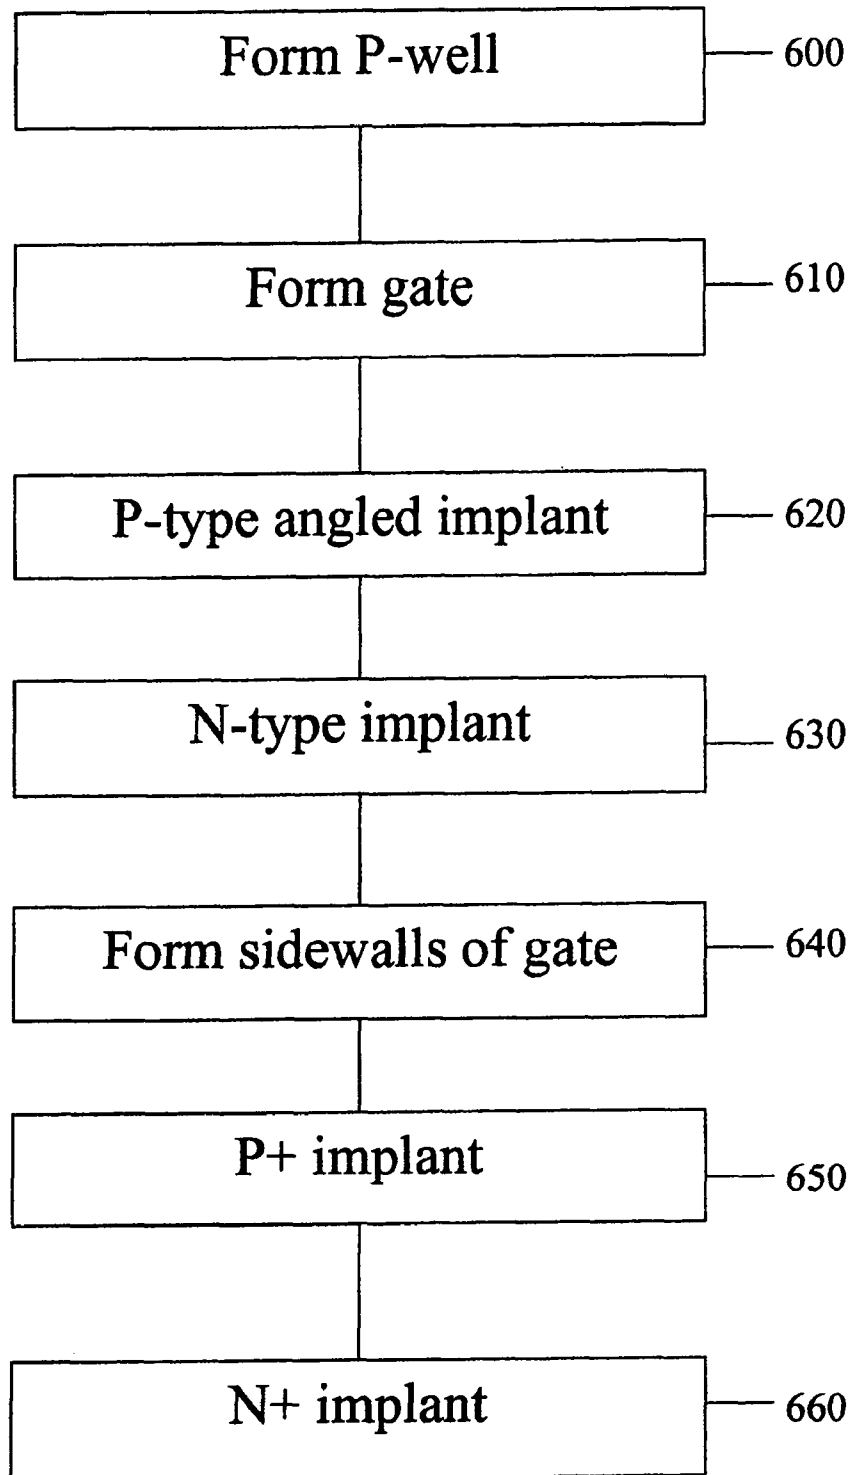 Form P-well
600
Form gate
610
P-type angled implant
620
N-type implant
630
Form sidewalls of gate
640
P+ implant
650
N+ implant
660